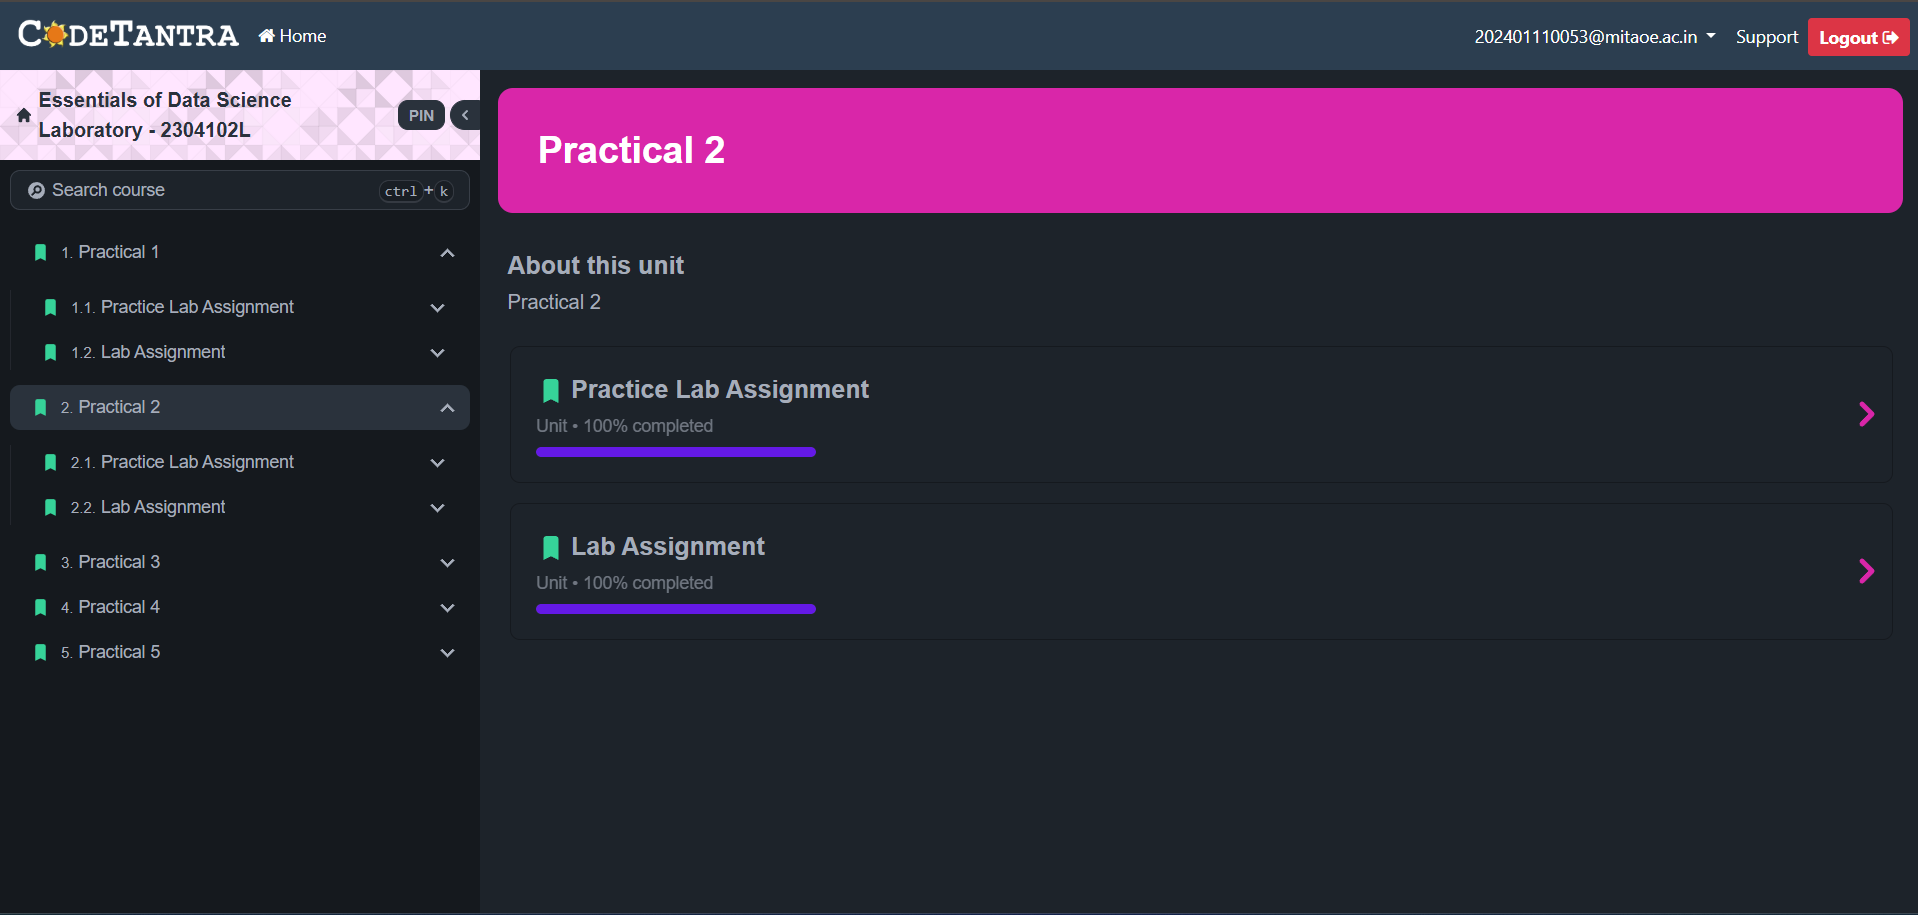 CODETANTRA Home 202401110053@mitaoe.ac.in Support Logout
Essentials of Data Science
Laboratory - 2304102L
PIN
Search course ctrl + k
1. Practical 1
1.1. Practice Lab Assignment
1.2. Lab Assignment
2. Practical 2
2.1. Practice Lab Assignment
2.2. Lab Assignment
3. Practical 3
4. Practical 4
5. Practical 5
Practical 2
About this unit
Practical 2
Practice Lab Assignment
Unit • 100% completed
Lab Assignment
Unit • 100% completed